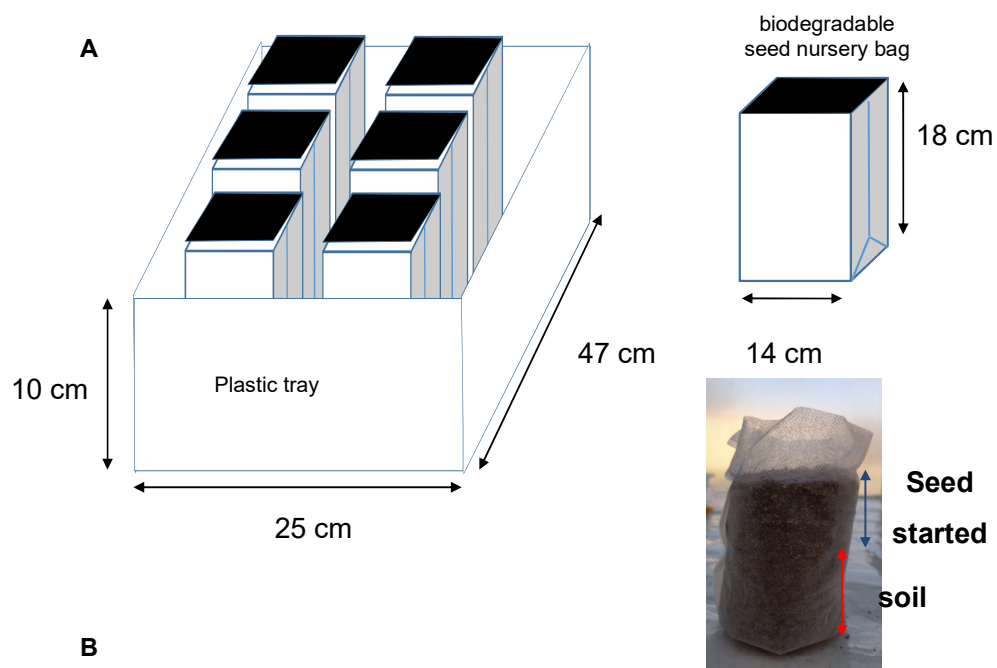 A
biodegradable
seed nursery bag
18 cm
14 cm
47 cm
10 cm
Plastic tray
25 cm
Seed
started
soil
B